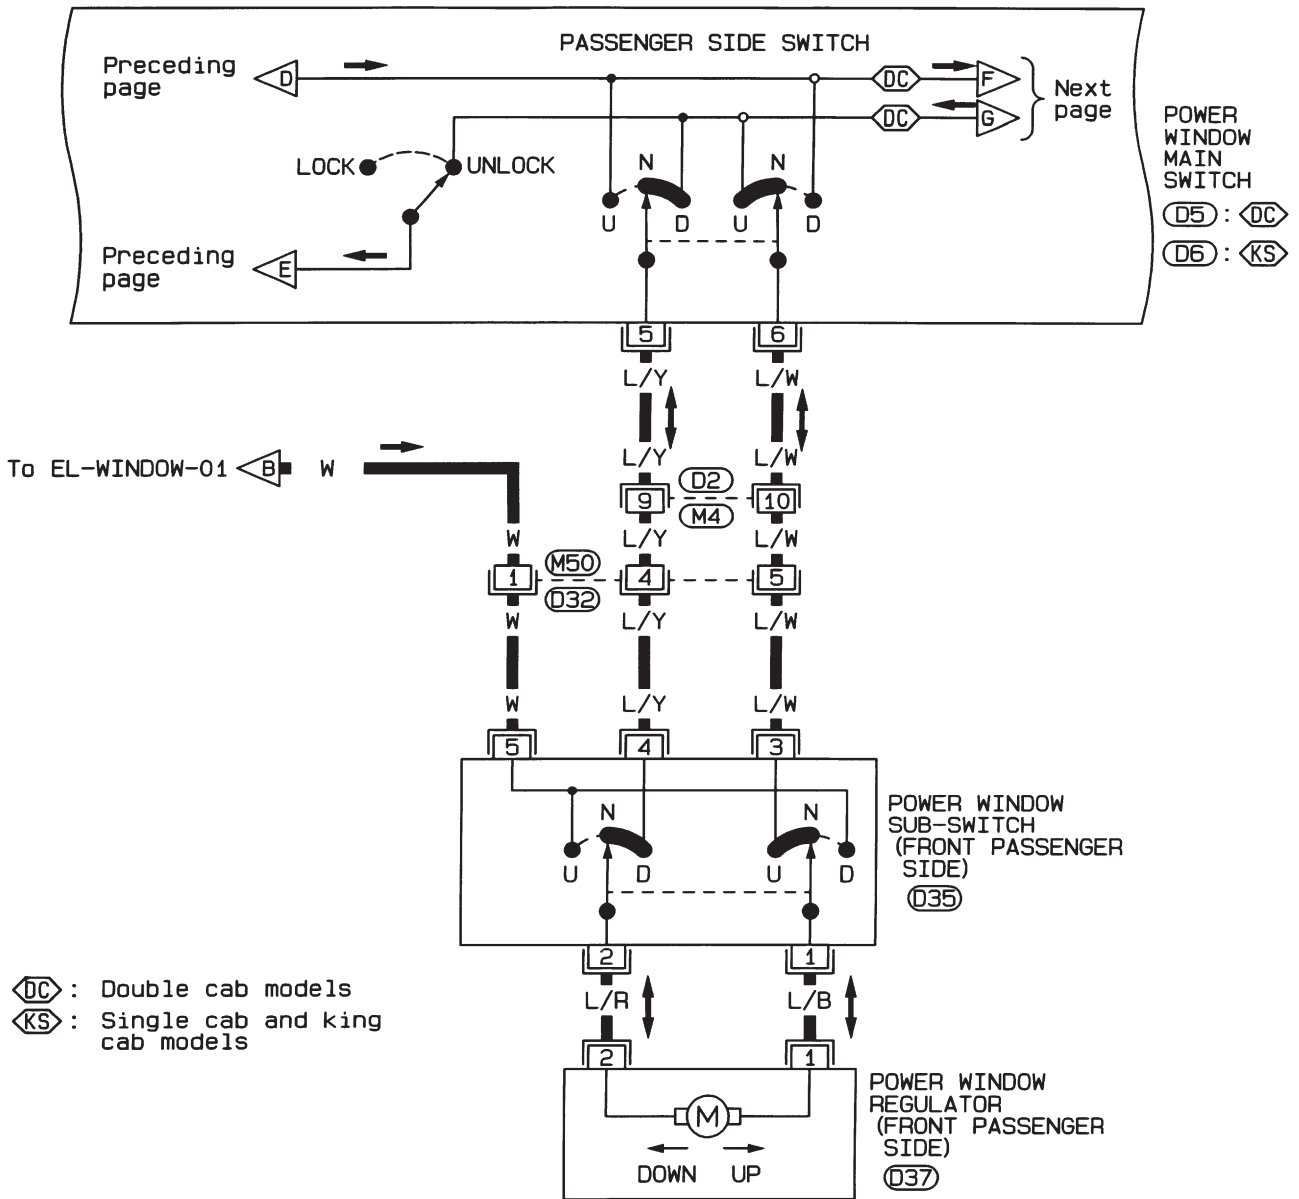 PASSENGER SIDE SWITCH
Preceding
page
D
DC
F
DC
G
Next
page
POWER
WINDOW
MAIN
SWITCH
D5 : DC
D6 : KS
LOCK
UNLOCK
N
N
U
D
U
D
Preceding
page
E
5
6
L/Y
L/W
To EL-WINDOW-01
B
W
L/Y
L/W
9
D2
10
M4
W
L/Y
L/W
1
M50
4
5
D32
W
L/Y
L/W
W
L/Y
L/W
5
4
3
N
N
U
D
U
D
POWER WINDOW
SUB-SWITCH
(FRONT PASSENGER
SIDE)
D35
2
1
L/R
L/B
2
1
DC : Double cab models
KS : Single cab and king
cab models
M
DOWN
UP
POWER WINDOW
REGULATOR
(FRONT PASSENGER
SIDE)
D37